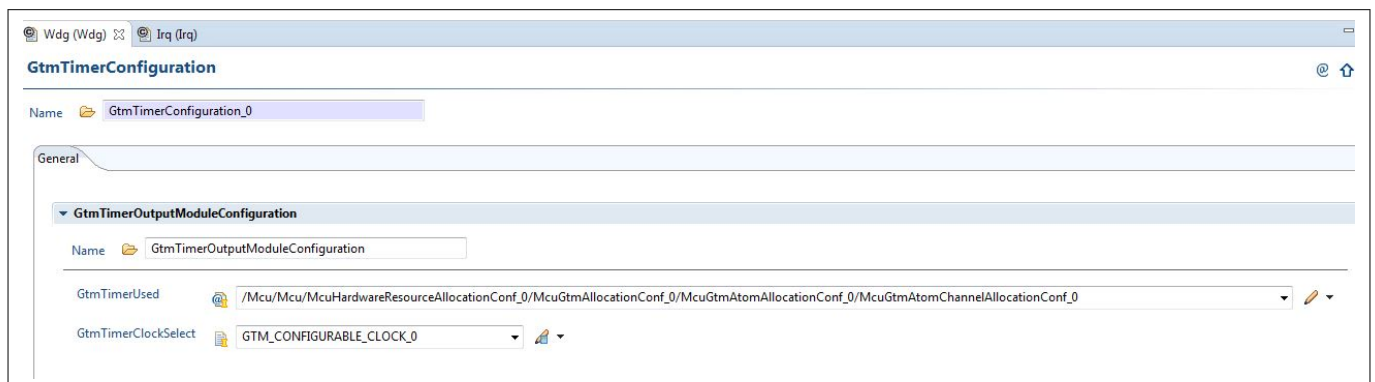 Wdg (Wdg) Irq (Irq)
GtmTimerConfiguration
Name GtmTimerConfiguration_0
General
GtmTimerOutputModuleConfiguration
Name GtmTimerOutputModuleConfiguration
GtmTimerUsed /Mcu/Mcu/McuHardwareResourceAllocationConf_0/McuGtmAllocationConf_0/McuGtmAtomAllocationConf_0/McuGtmAtomChannelAllocationConf_0
GtmTimerClockSelect GTM_CONFIGURABLE_CLOCK_0